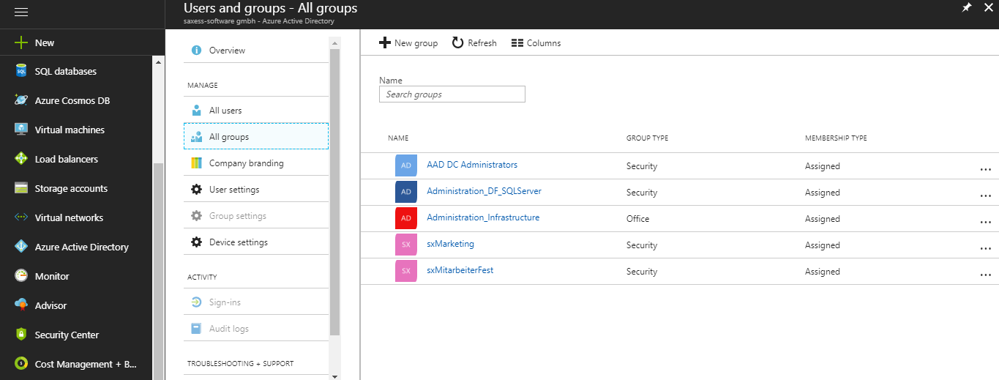 Users and groups - All groups
saxess-software gmbh - Azure Active Directory
New
SQL databases
Azure Cosmos DB
Virtual machines
Load balancers
Storage accounts
Virtual networks
Azure Active Directory
Monitor
Advisor
Security Center
Cost Management + B...
Overview
MANAGE
All users
All groups
Company branding
User settings
Group settings
Device settings
ACTIVITY
Sign-ins
Audit logs
TROUBLESHOOTING + SUPPORT
New group Refresh Columns
Name
Search groups
NAME GROUP TYPE MEMBERSHIP TYPE
AD AAD DC Administrators Security Assigned ...
AD Administration_DF_SQLServer Security Assigned ...
AD Administration_Infrastructure Office Assigned ...
SX sxMarketing Security Assigned ...
SX sxMitarbeiterFest Security Assigned ...